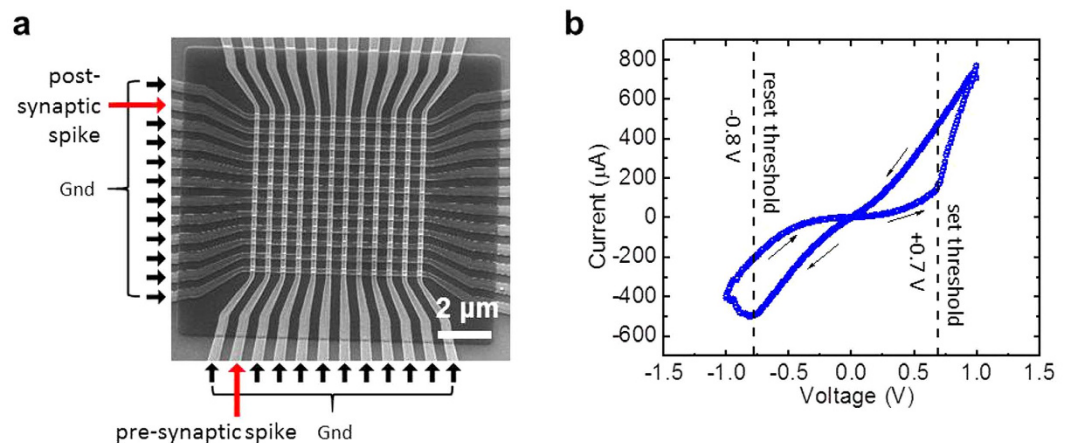 a
post-
synaptic
spike
Gnd
2 µm
pre-synaptic spike Gnd
b
Current (µA)
800
600
400
200
0
-200
-400
-600
reset threshold
-0.8 V
set threshold
+0.7 V
-1.5 -1.0 -0.5 0.0 0.5 1.0 1.5
Voltage (V)